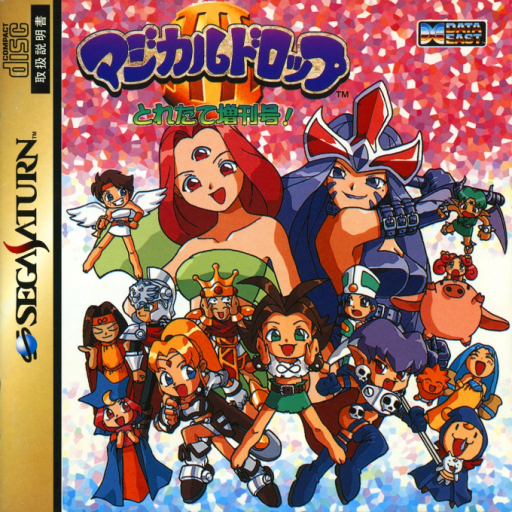 COMPACT
disc
取扱説明書
SEGA SATURN™
マジカルドロップ
III
™
とれたて増刊号!
DATA
EAST